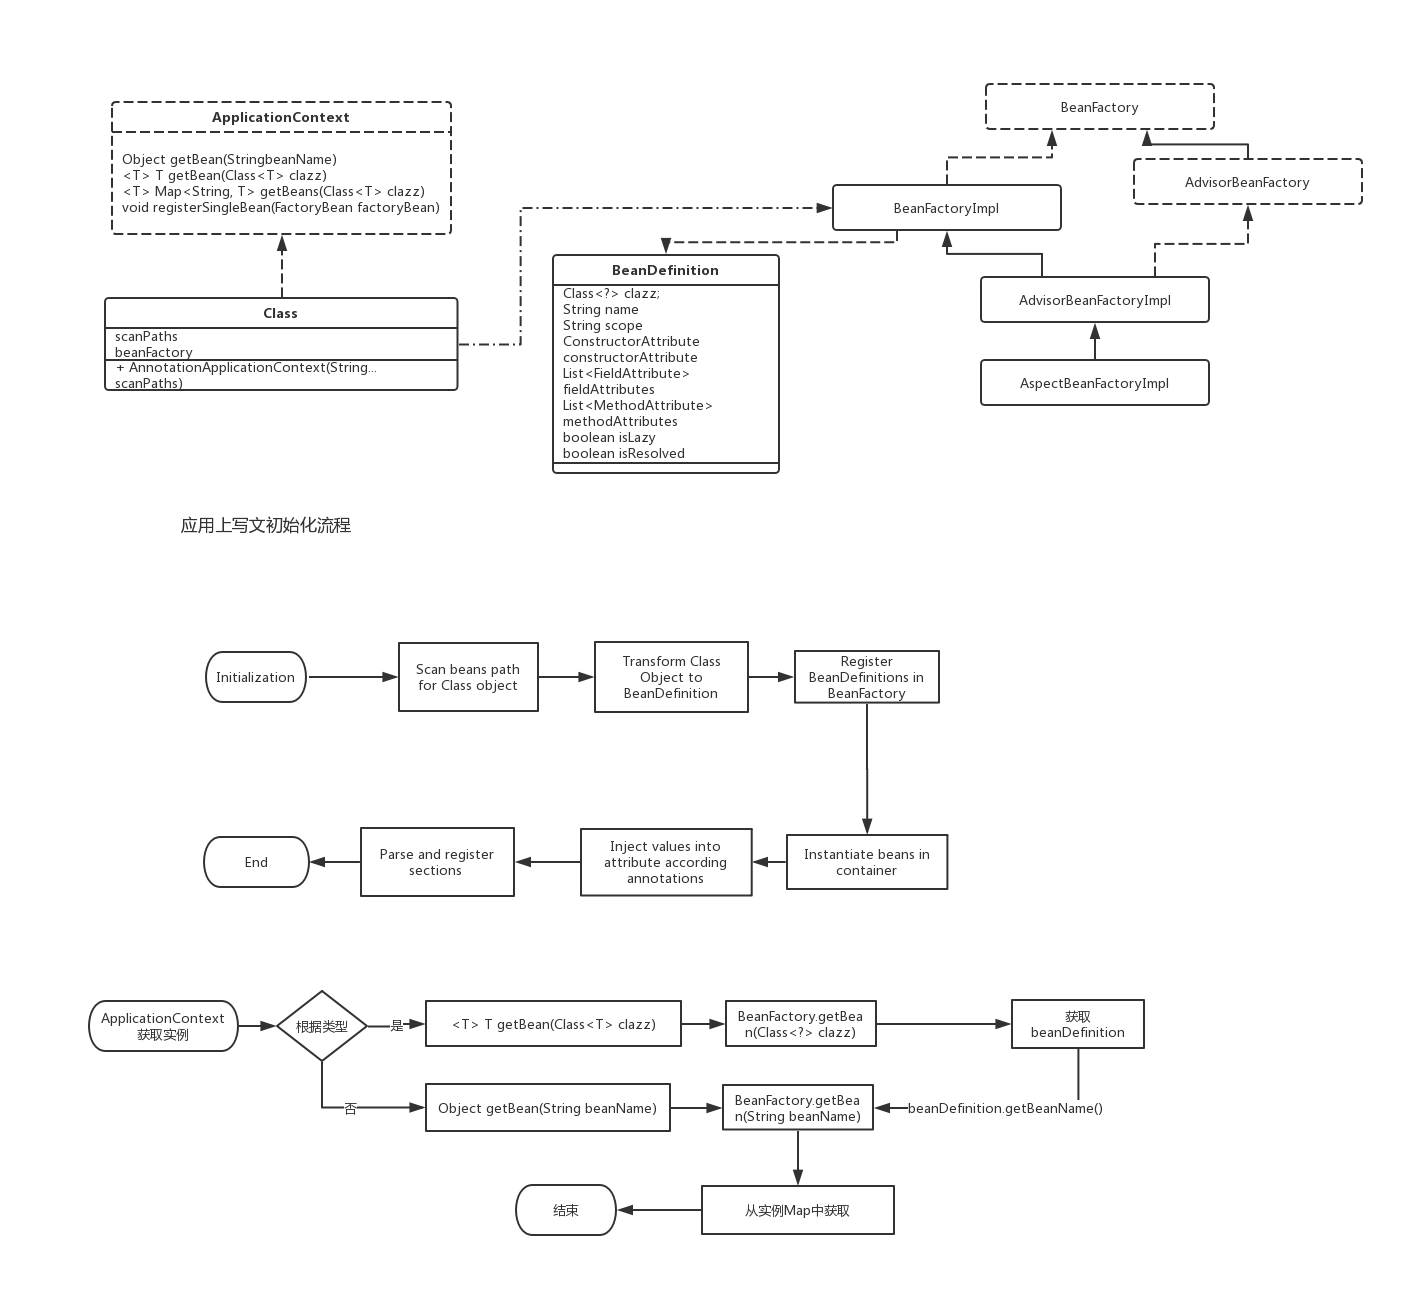 ApplicationContext
Object getBean(StringbeanName)
<T> T getBean(Class<T> clazz)
<T> Map<String, T> getBeans(Class<T> clazz)
void registerSingleBean(FactoryBean factoryBean)
Class
scanPaths
beanFactory
+ AnnotationApplicationContext(String...
scanPaths)
BeanDefinition
Class<?> clazz;
String name
String scope
ConstructorAttribute
constructorAttribute
List<FieldAttribute>
fieldAttributes
List<MethodAttribute>
methodAttributes
boolean isLazy
boolean isResolved
BeanFactory
AdvisorBeanFactory
BeanFactoryImpl
AdvisorBeanFactoryImpl
AspectBeanFactoryImpl
应用上写文初始化流程
Initialization
Scan beans path
for Class object
Transform Class
Object to
BeanDefinition
Register
BeanDefinitions in
BeanFactory
Instantiate beans in
container
Inject values into
attribute according
annotations
Parse and register
sections
End
ApplicationContext
获取实例
根据类型
是
<T> T getBean(Class<T> clazz)
BeanFactory.getBea
n(Class<?> clazz)
获取
beanDefinition
否
Object getBean(String beanName)
BeanFactory.getBea
n(String beanName)
beanDefinition.getBeanName()
从实例Map中获取
结束